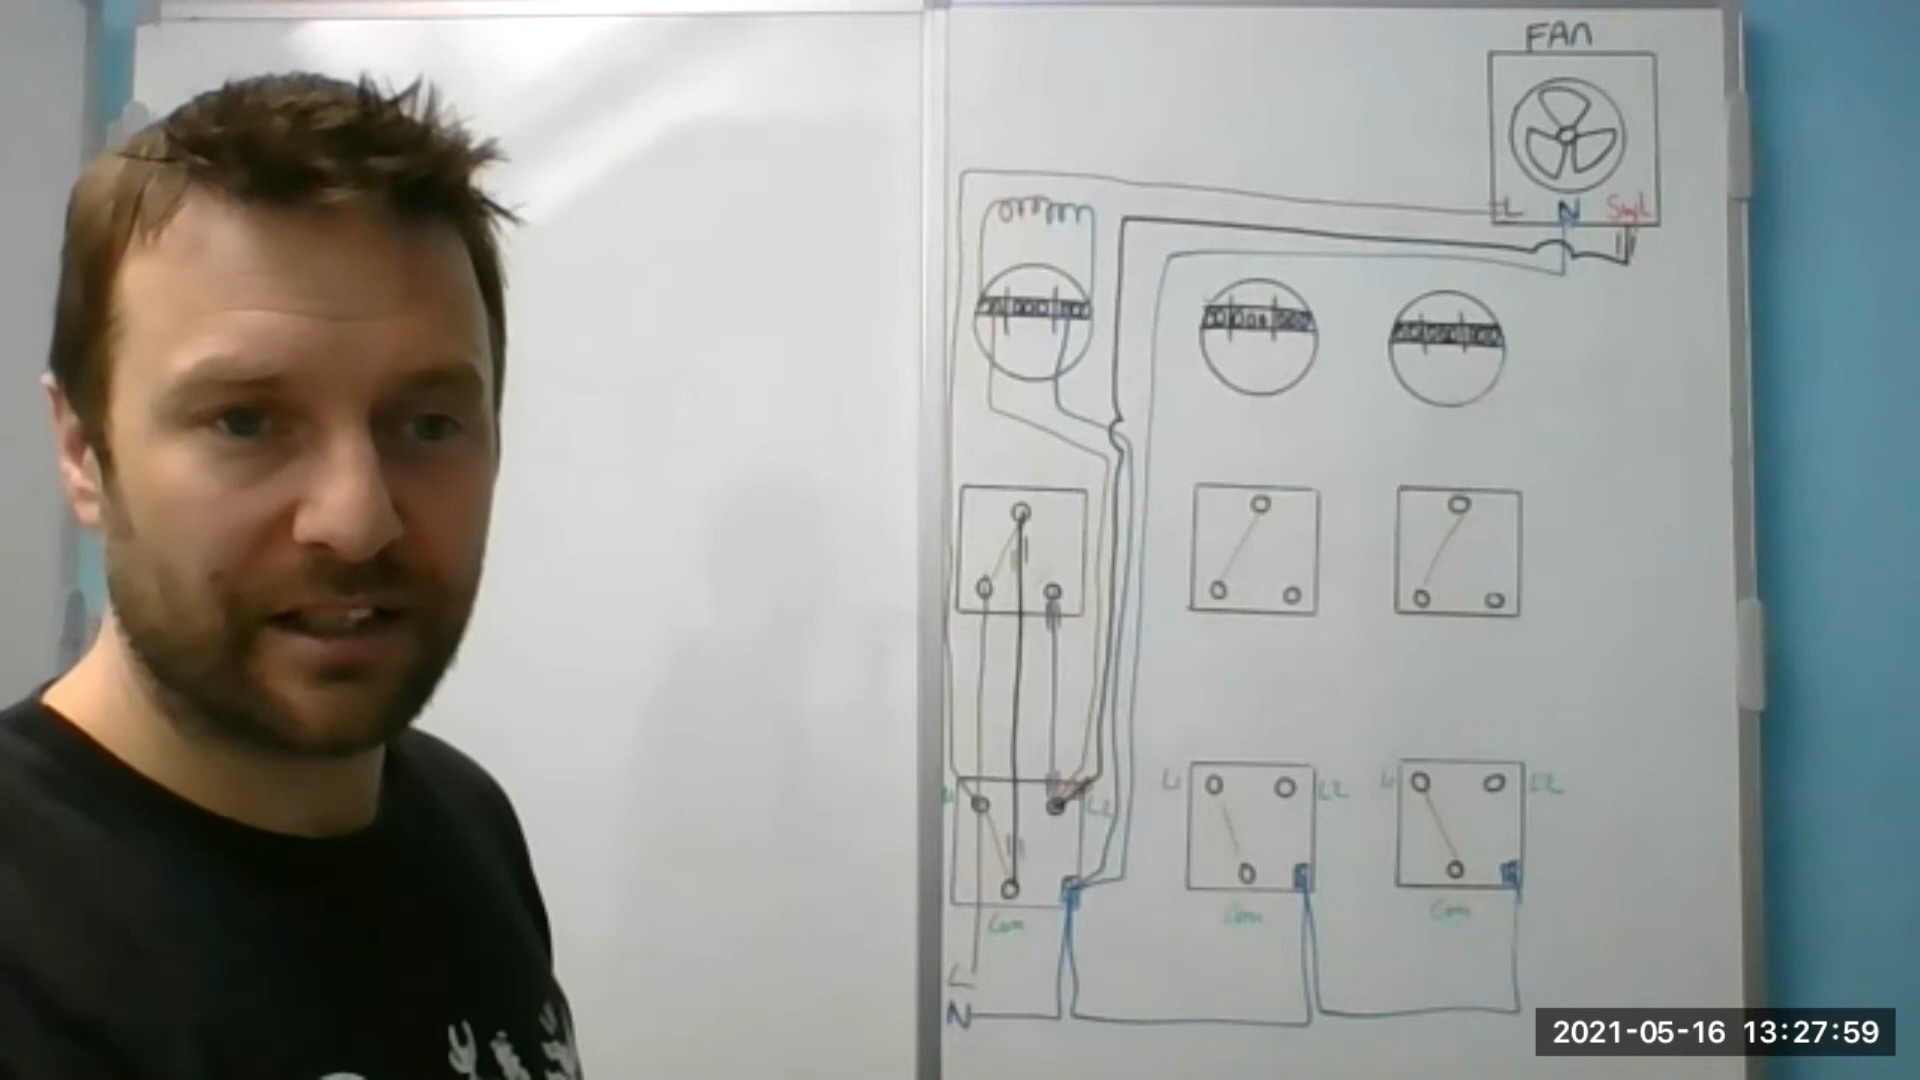 FAN
L N SwL
L1 L2 L1 L2 L1 L2
Com Com Com
L
N
2021-05-16 13:27:59